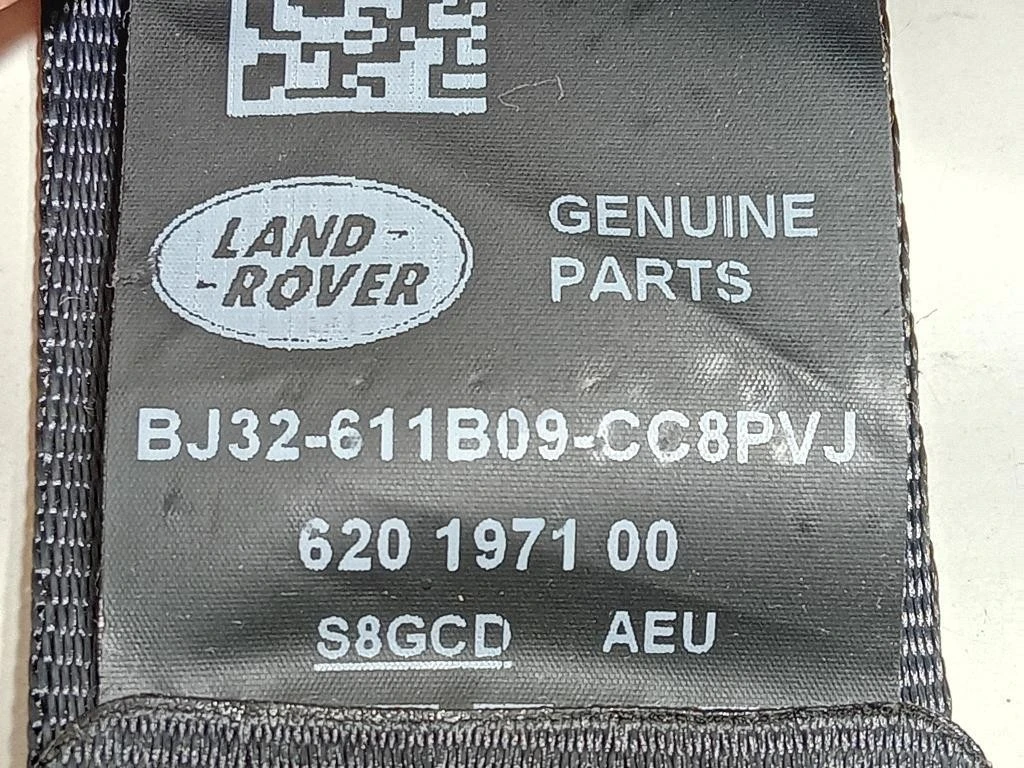 LAND-
-ROVER
GENUINE
PARTS
BJ32-611B09-CC8PVJ
620 1971 00
S8GCD AEU